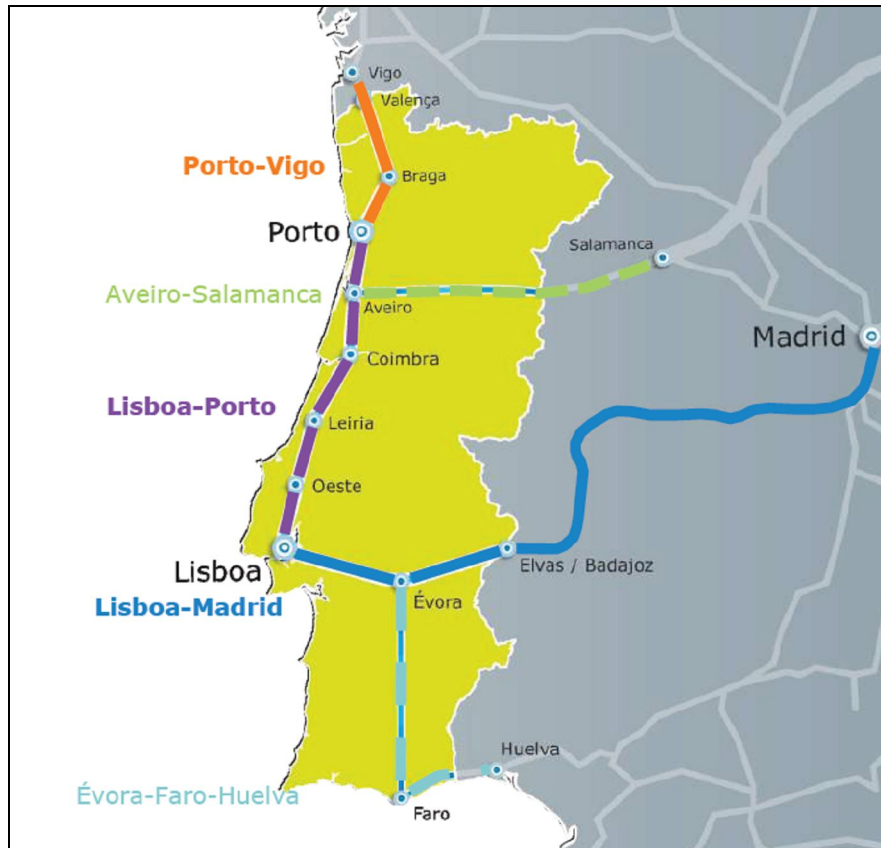 Vigo
Valença
Porto-Vigo
Braga
Porto
Salamanca
Aveiro-Salamanca
Aveiro
Madrid
Coimbra
Lisboa-Porto
Leiria
Oeste
Lisboa
Elvas / Badajoz
Lisboa-Madrid
Évora
Huelva
Évora-Faro-Huelva
Faro